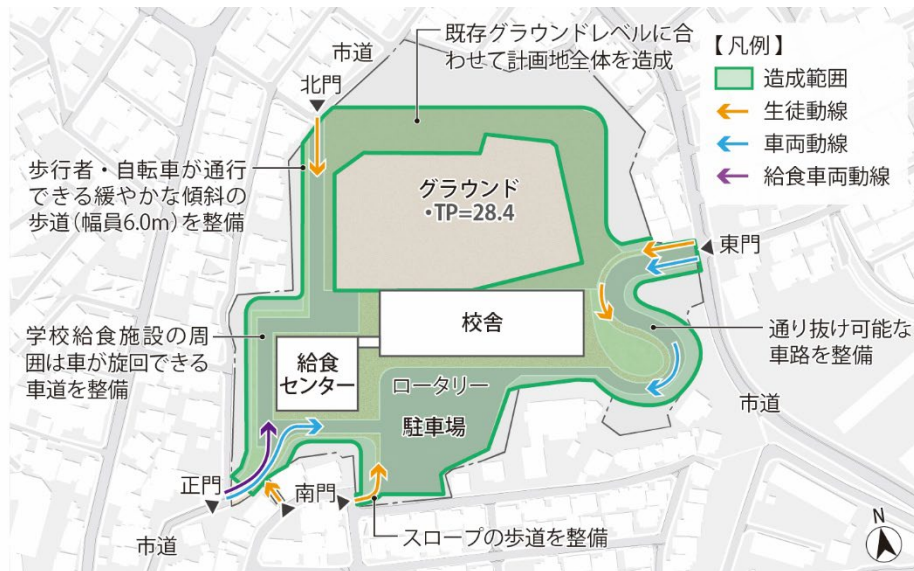 市道
北門
既存グラウンドレベルに合
わせて計画地全体を造成
【凡例】
造成範囲
生徒動線
車両動線
給食車両動線
歩行者・自転車が通行
できる緩やかな傾斜の
歩道（幅員6.0m）を整備
グラウンド
・TP=28.4
東門
校舎
学校給食施設の周
囲は車が旋回できる
車道を整備
給食
センター
ロータリー
駐車場
通り抜け可能な
車路を整備
市道
正門
南門
市道
スロープの歩道を整備
N